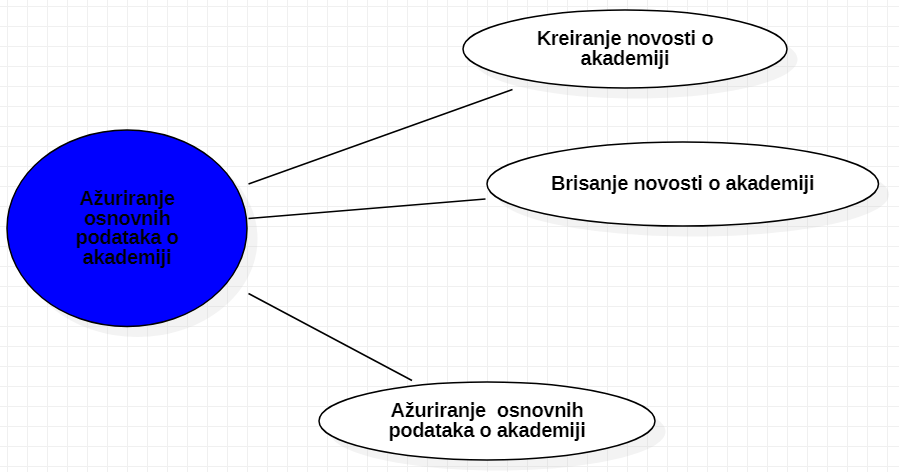 Kreiranje novosti o
akademiji
Brisanje novosti o akademiji
Ažuriranje
osnovnih
podataka o
akademiji
Ažuriranje  osnovnih
podataka o akademiji